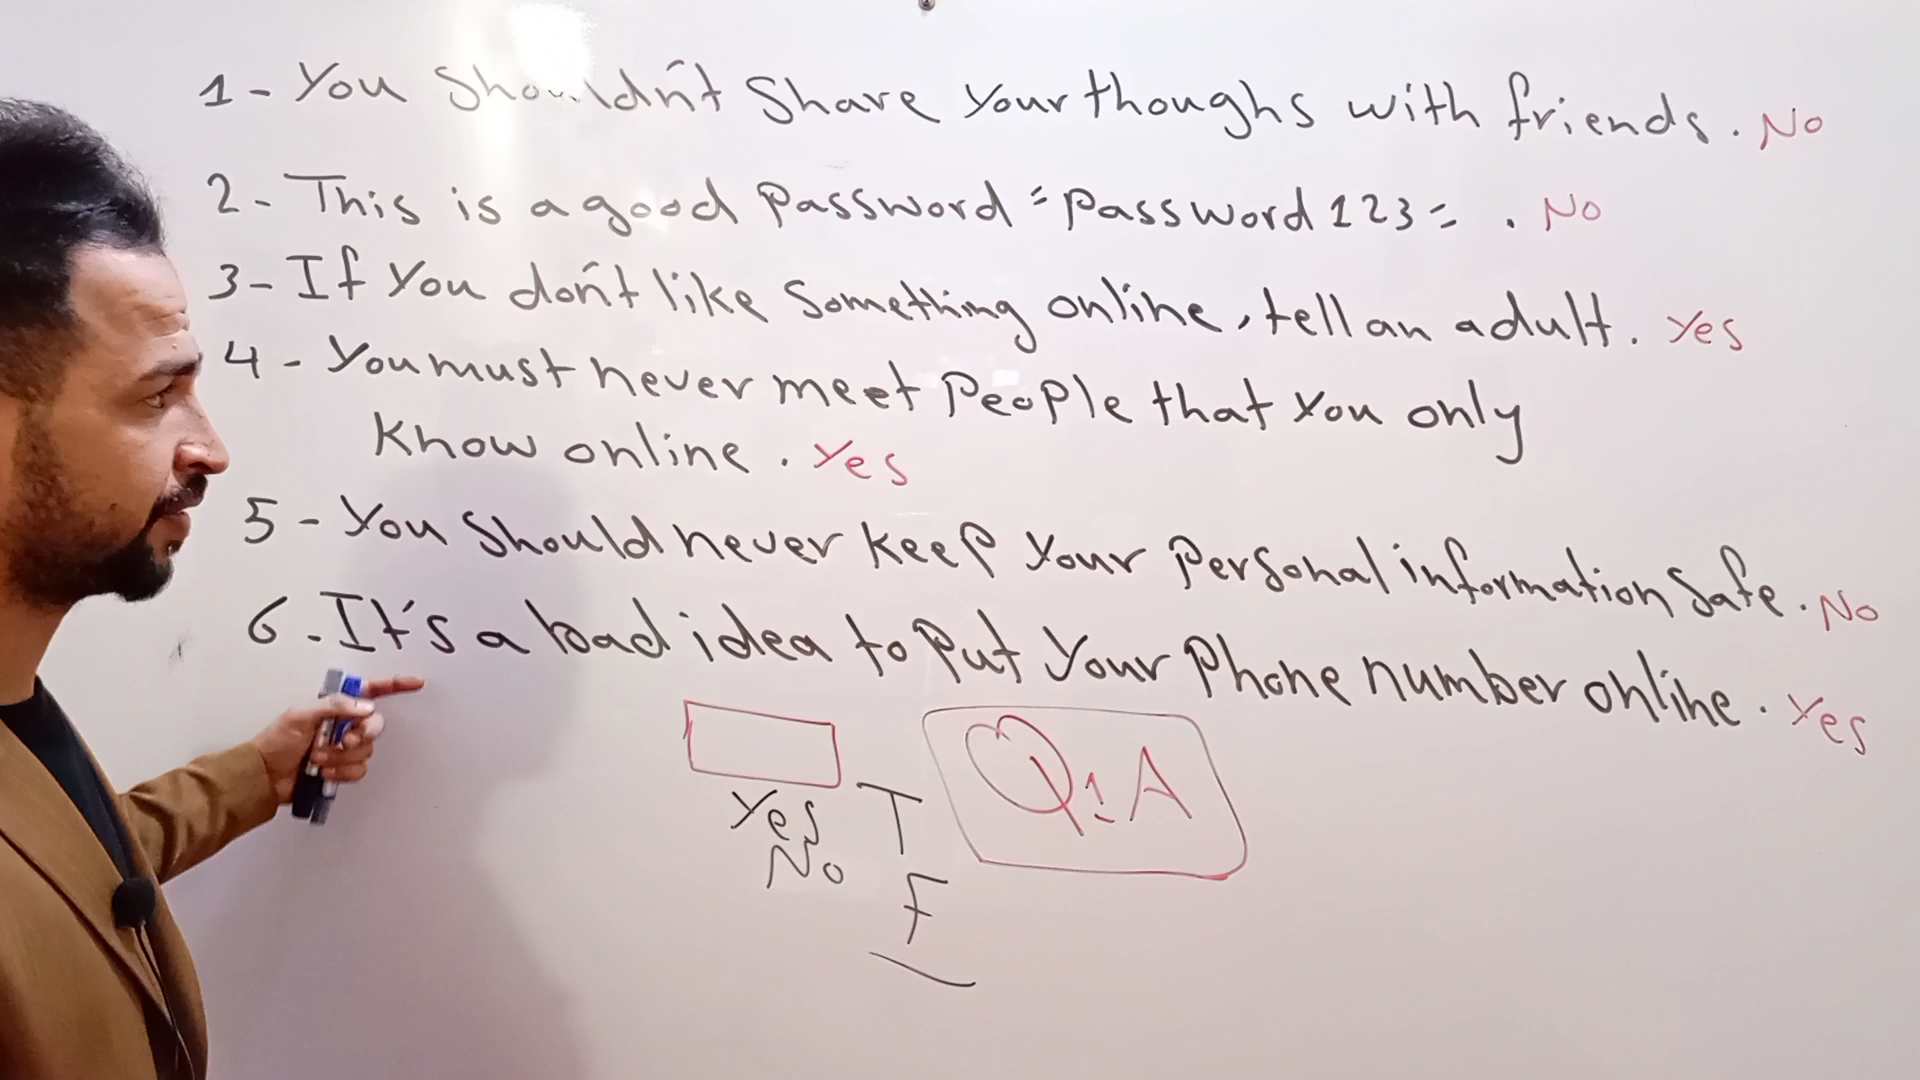 1 - You Shouldn't Share your thoughs with friends. No
2 - This is a good Password = Password 123 = . No
3 - If You don't like Something online, tell an adult. Yes
4 - You must never meet People that you only
Know online. Yes
5 - You Should never Keep Your Personal information Safe. No
6. It's a bad idea to Put Your Phone number online. Yes
Yes
No
T
F
Q1A